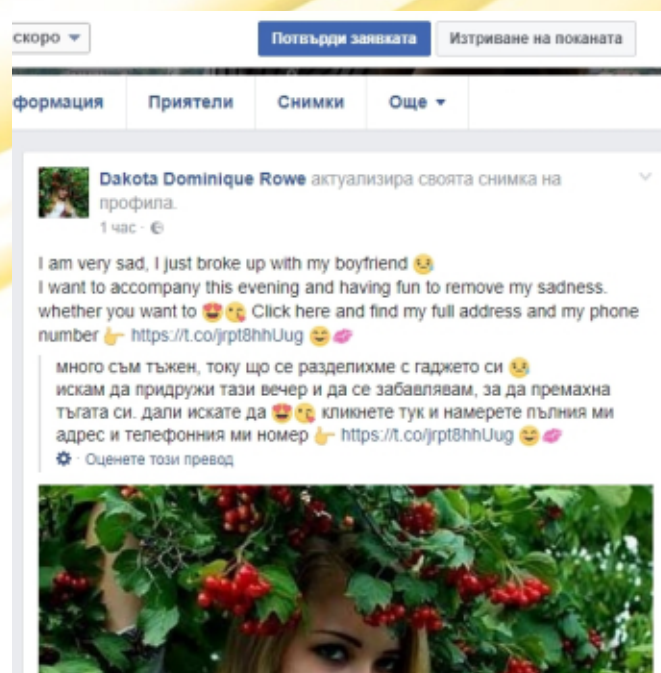 скоро
Потвърди заявката
Изтриване на поканата
формация
Приятели
Снимки
Още
Dakota Dominique Rowe актуализира своята снимка на
профила.
1 час ·
I am very sad, I just broke up with my boyfriend 😢
I want to accompany this evening and having fun to remove my sadness.
whether you want to 😍😘 Click here and find my full address and my phone
number 👉 https://t.co/jrpt8hhUug 😄💋
много съм тъжен, току що се разделихме с гаджето си 😢
искам да придружи тази вечер и да се забавлявам, за да премахна
тъгата си. дали искате да 😍😘 кликнете тук и намерете пълния ми
адрес и телефонния ми номер 👉 https://t.co/jrpt8hhUug 😄💋
· Оценете този превод